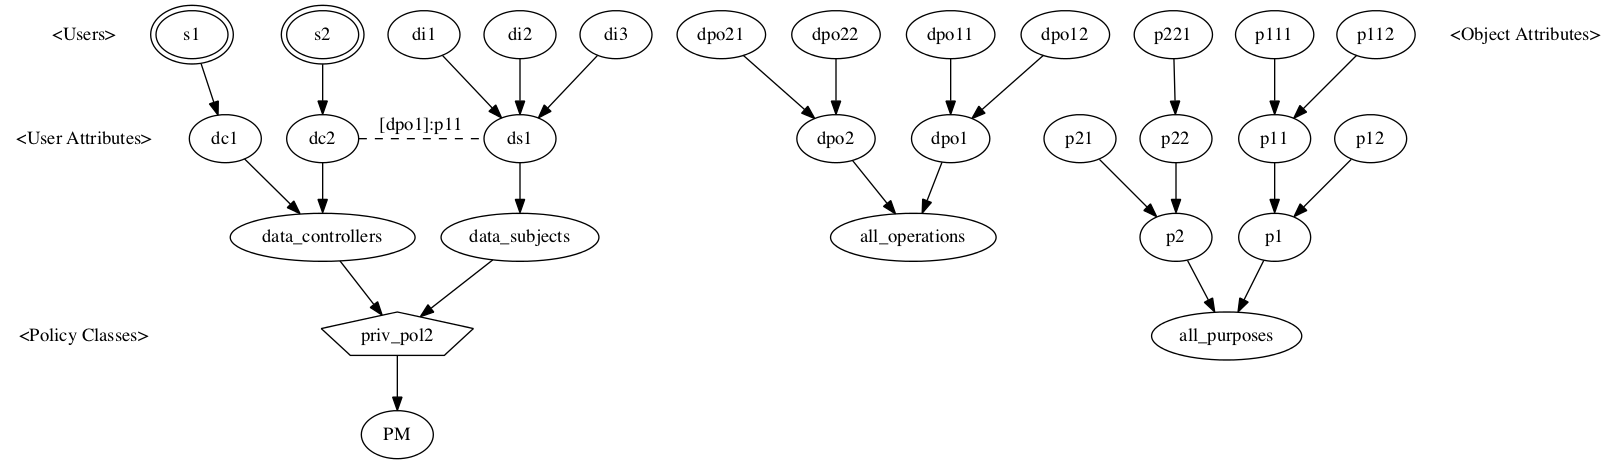 <Users> s1 s2 di1 di2 di3 dpo21 dpo22 dpo11 dpo12 p221 p111 p112 <Object Attributes>
[dpo1]:p11
<User Attributes> dc1 dc2 ds1 dpo2 dpo1 p21 p22 p11 p12
data_controllers data_subjects all_operations p2 p1
<Policy Classes> priv_pol2 all_purposes
PM